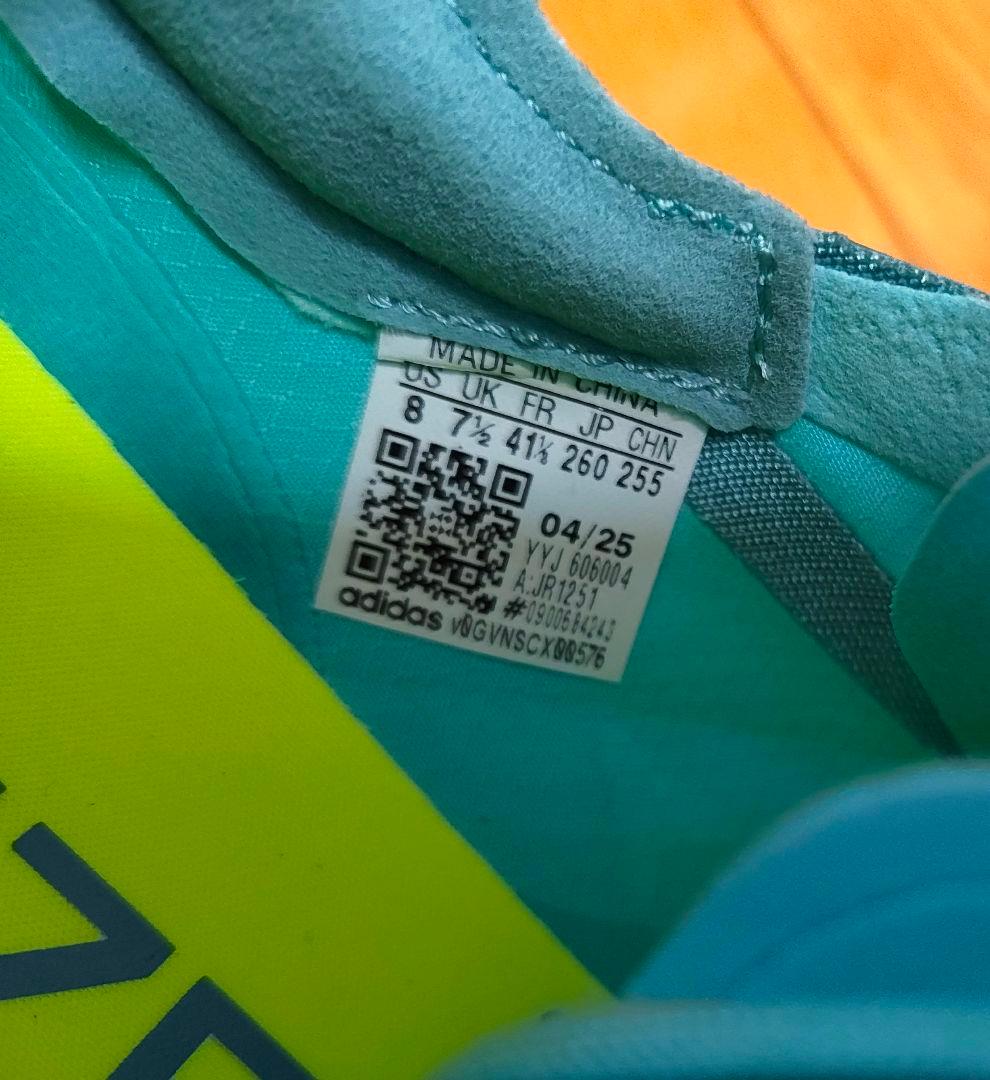 MADE IN CHINA
US UK FR JP CHN
8 7½ 41⅓ 260 255
04/25
YYJ 606004
A:JR1251
#0900684243
adidas v0GVNSCX00576